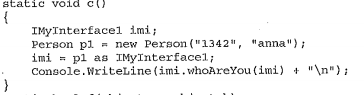 static void c()
{
IMyInterface1 imi;
Person p1 = new Person("1342", "anna");
imi = p1 as IMyInterface1;
Console.WriteLine(imi.whoAreYou(imi) + "\n");
}